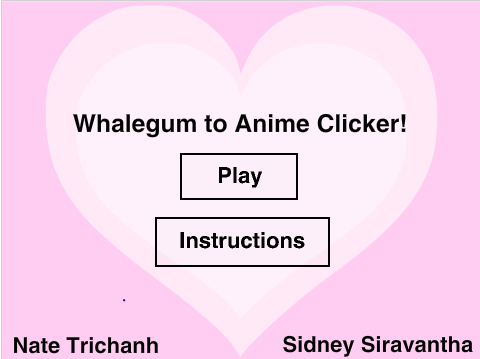 Whalegum to Anime Clicker!
Play
Instructions
Nate Trichanh
Sidney Siravantha